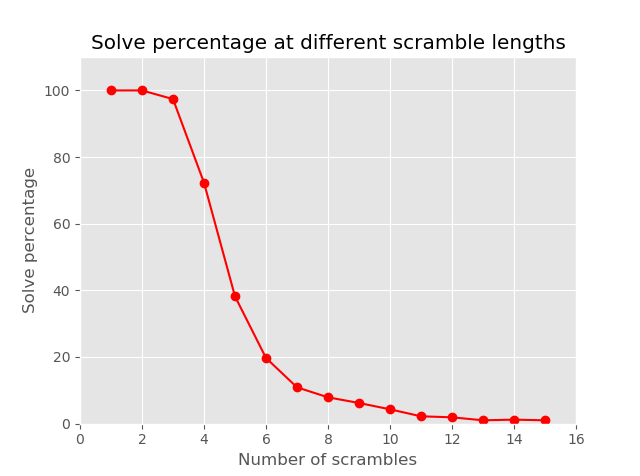 Solve percentage at different scramble lengths
100
80
60
40
20
0
Solve percentage
0 2 4 6 8 10 12 14 16
Number of scrambles